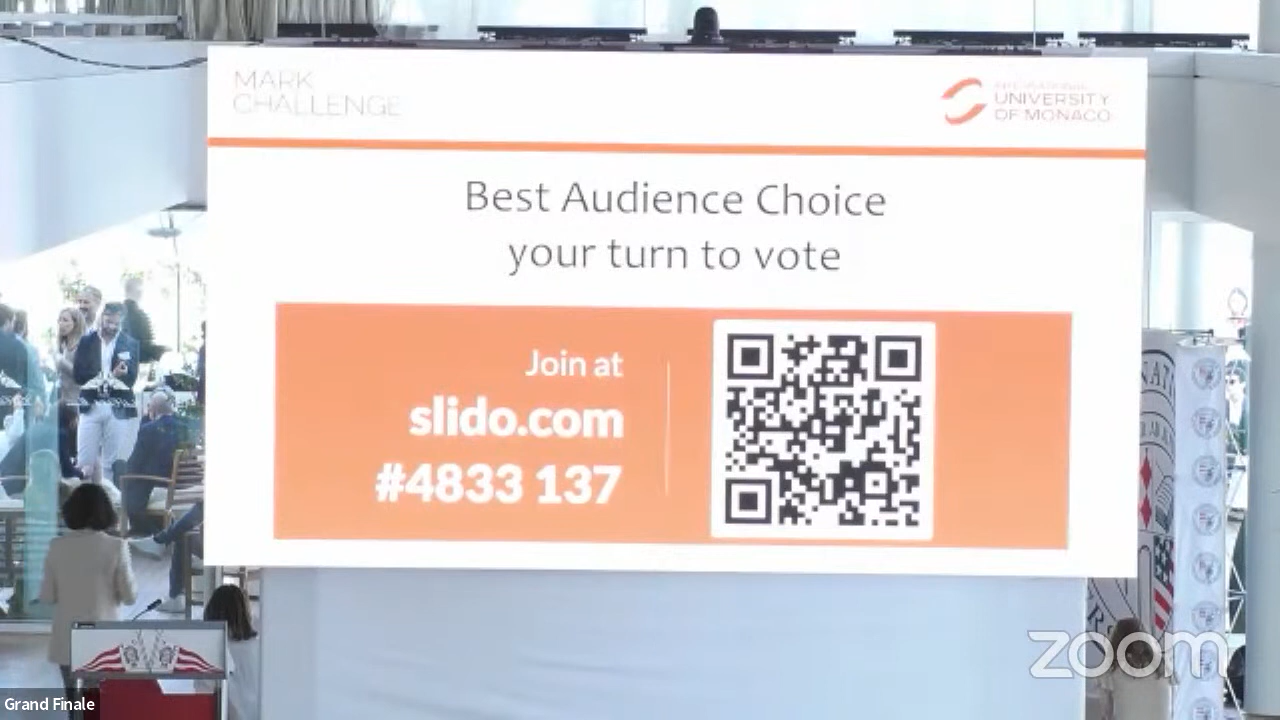 MARK
CHALLENGE
INTERNATIONAL
UNIVERSITY
OF MONACO
Best Audience Choice
your turn to vote
Join at
slido.com
#4833 137
zoom
Grand Finale